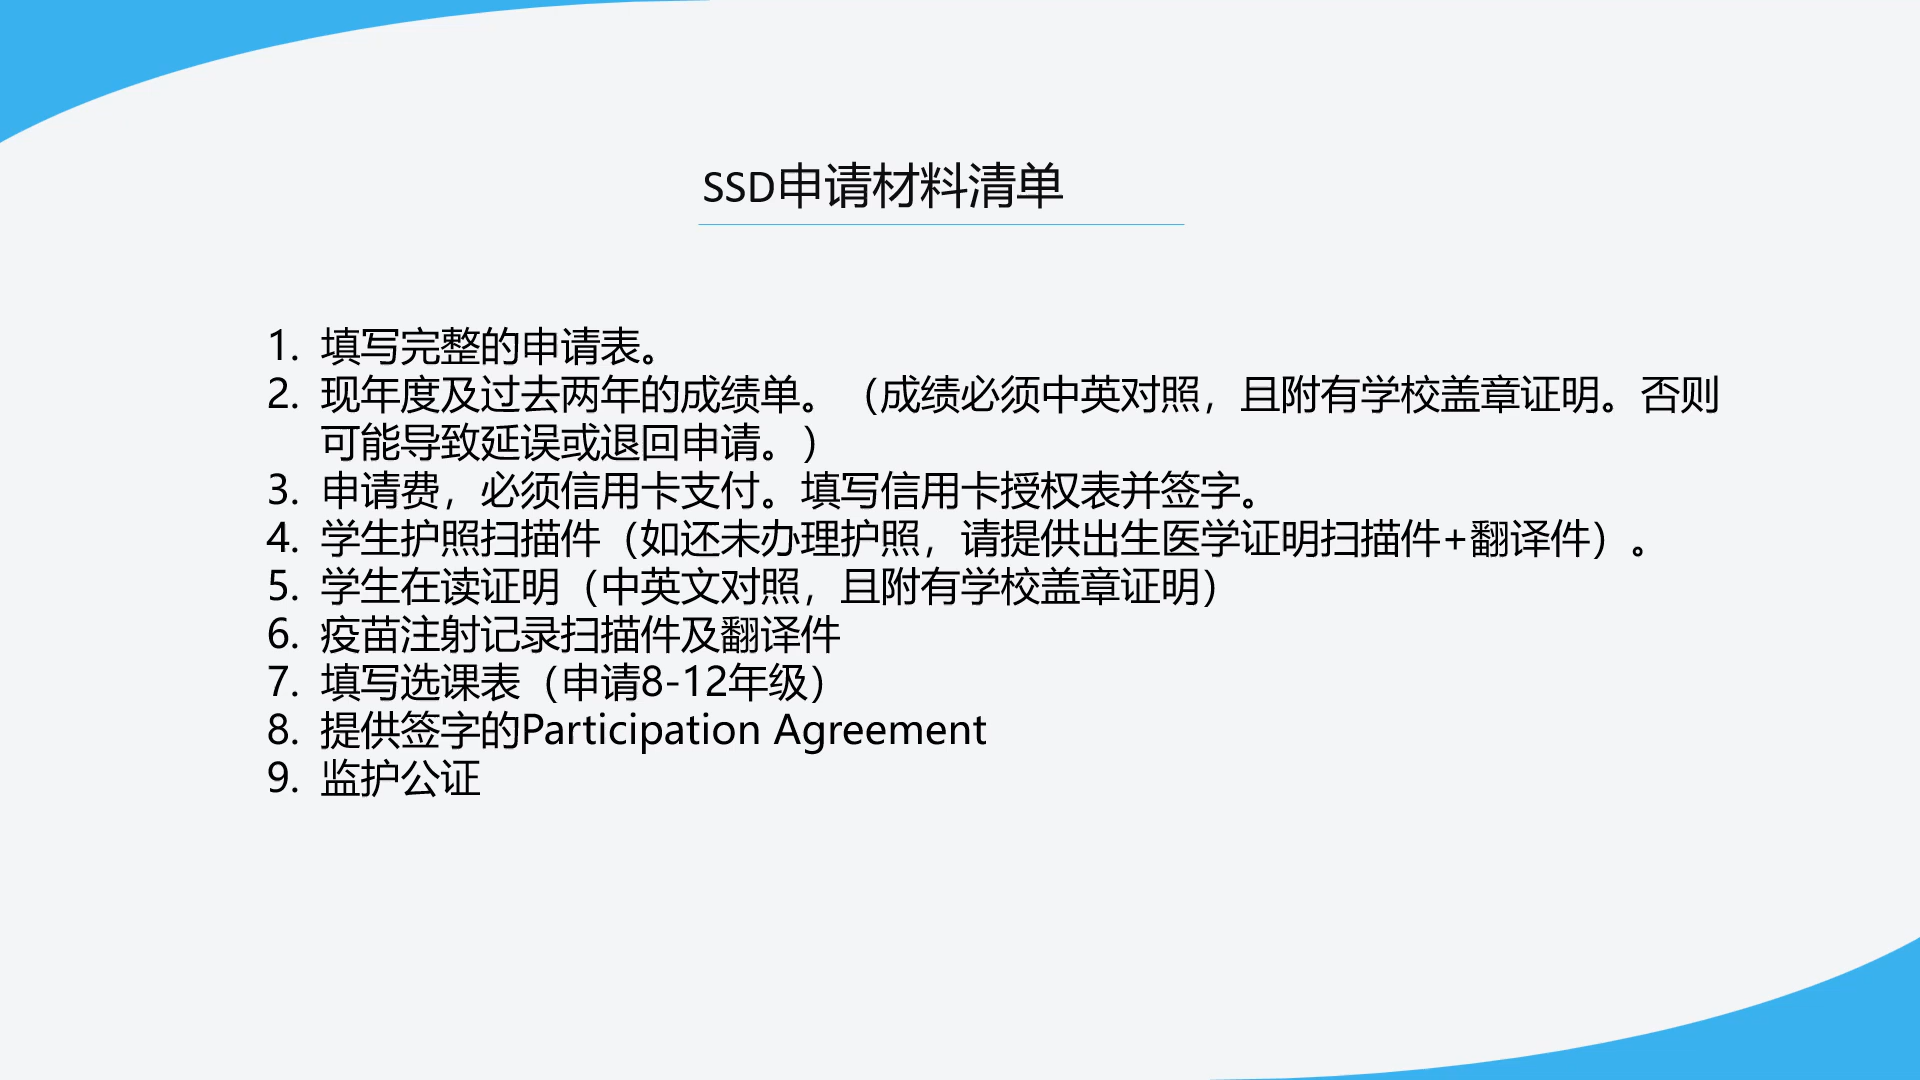 SSD申请材料清单
1. 填写完整的申请表。
2. 现年度及过去两年的成绩单。（成绩必须中英对照，且附有学校盖章证明。否则
可能导致延误或退回申请。）
3. 申请费，必须信用卡支付。填写信用卡授权表并签字。
4. 学生护照扫描件（如还未办理护照，请提供出生医学证明扫描件+翻译件）。
5. 学生在读证明（中英文对照，且附有学校盖章证明）
6. 疫苗注射记录扫描件及翻译件
7. 填写选课表（申请8-12年级）
8. 提供签字的Participation Agreement
9. 监护公证